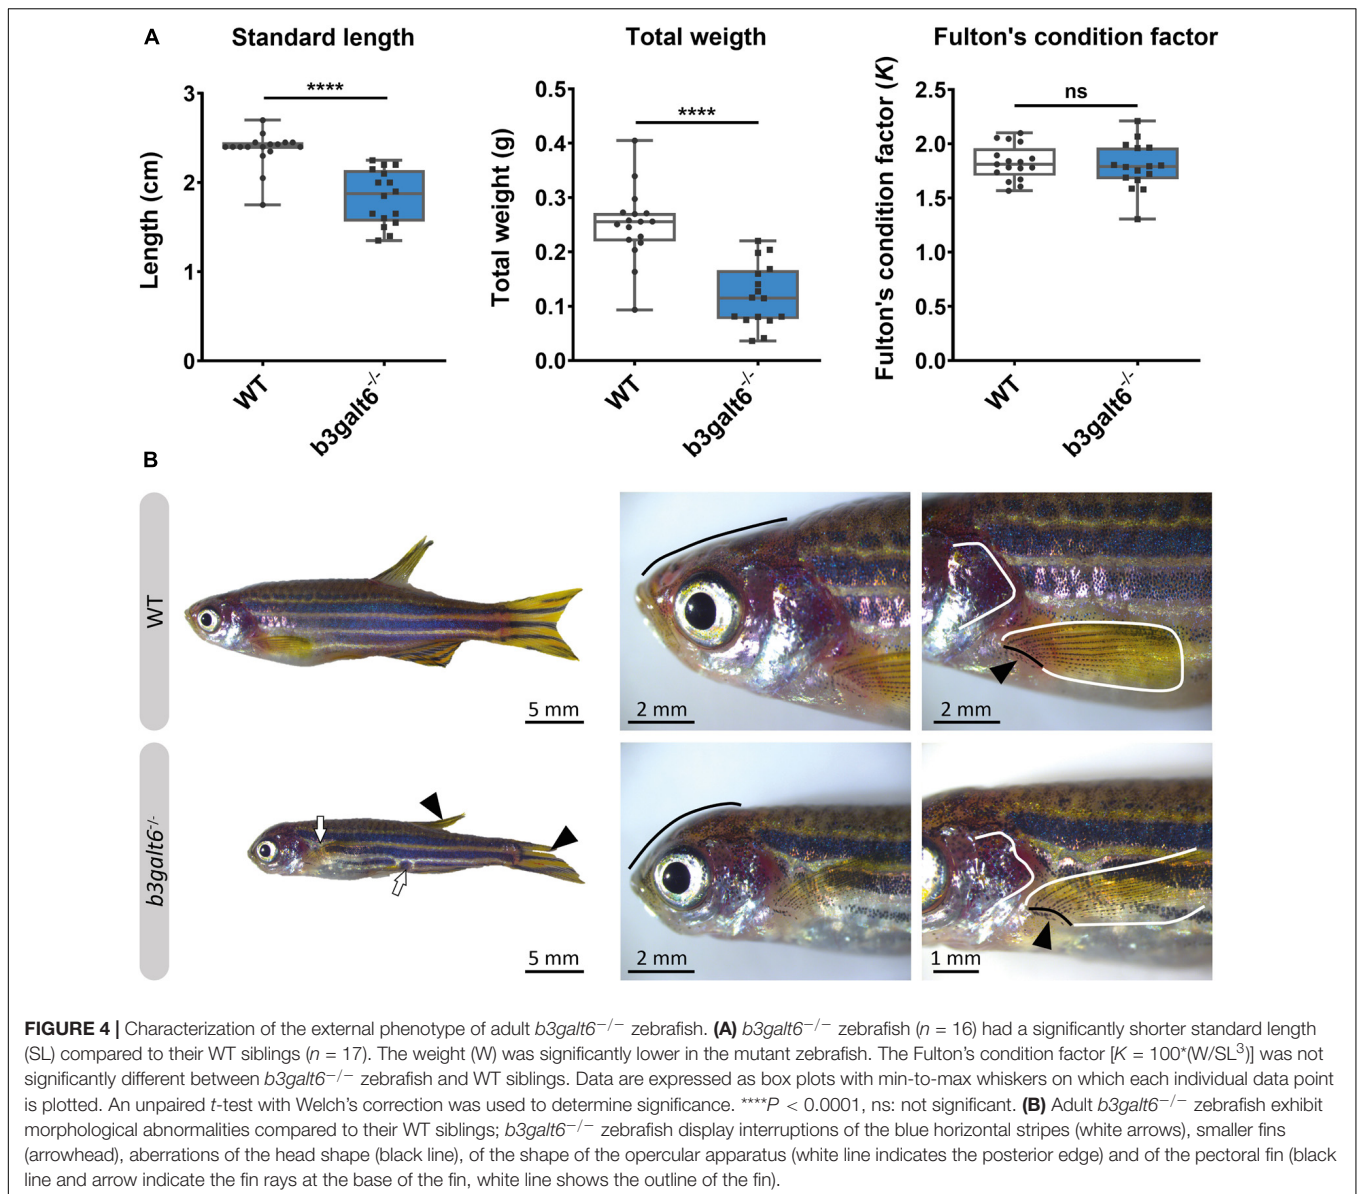 A
Standard length
Total weigth
Fulton's condition factor
Length (cm)
3
2
1
0
****
WT
b3galt6-/-
Total weight (g)
0.5
0.4
0.3
0.2
0.1
0.0
****
WT
b3galt6-/-
Fulton's condition factor (K)
2.5
2.0
1.5
1.0
0.5
0.0
ns
WT
b3galt6-/-
B
WT
5 mm
2 mm
2 mm
b3galt6-/-
5 mm
2 mm
1 mm
FIGURE 4 | Characterization of the external phenotype of adult b3galt6−/− zebrafish. (A) b3galt6−/− zebrafish (n = 16) had a significantly shorter standard length
(SL) compared to their WT siblings (n = 17). The weight (W) was significantly lower in the mutant zebrafish. The Fulton's condition factor [K = 100*(W/SL3)] was not
significantly different between b3galt6−/− zebrafish and WT siblings. Data are expressed as box plots with min-to-max whiskers on which each individual data point
is plotted. An unpaired t-test with Welch's correction was used to determine significance. ****P < 0.0001, ns: not significant. (B) Adult b3galt6−/− zebrafish exhibit
morphological abnormalities compared to their WT siblings; b3galt6−/− zebrafish display interruptions of the blue horizontal stripes (white arrows), smaller fins
(arrowhead), aberrations of the head shape (black line), of the shape of the opercular apparatus (white line indicates the posterior edge) and of the pectoral fin (black
line and arrow indicate the fin rays at the base of the fin, white line shows the outline of the fin).